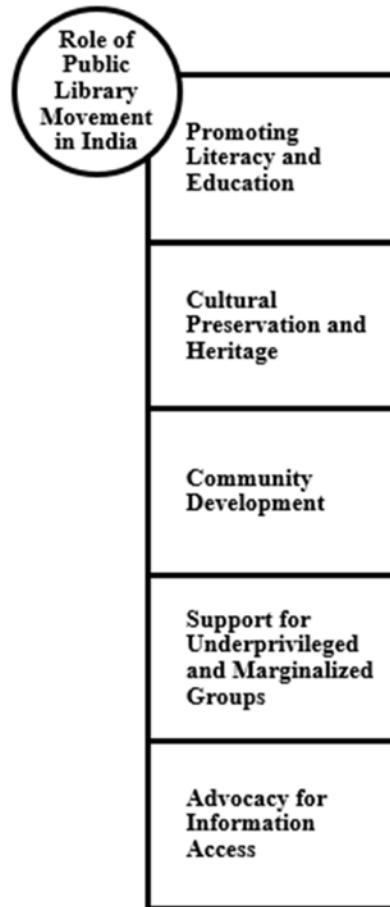 Role of
Public
Library
Movement
in India
Promoting
Literacy and
Education
Cultural
Preservation and
Heritage
Community
Development
Support for
Underprivileged
and Marginalized
Groups
Advocacy for
Information
Access